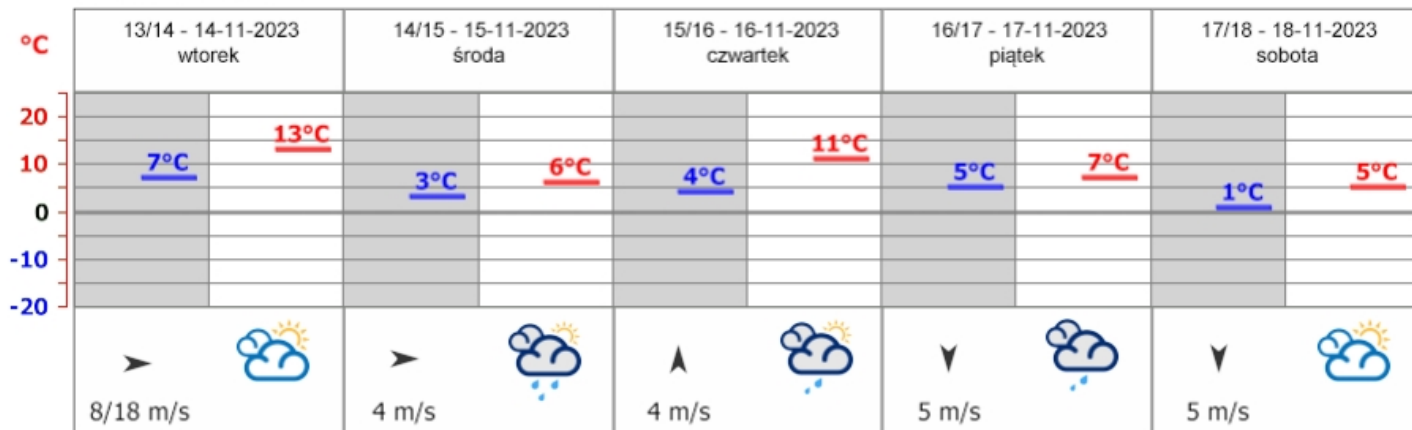 °C
13/14 - 14-11-2023
wtorek
14/15 - 15-11-2023
środa
15/16 - 16-11-2023
czwartek
16/17 - 17-11-2023
piątek
17/18 - 18-11-2023
sobota
20
10
0
-10
-20
7°C
13°C
3°C
6°C
4°C
11°C
5°C
7°C
1°C
5°C
8/18 m/s
4 m/s
4 m/s
5 m/s
5 m/s